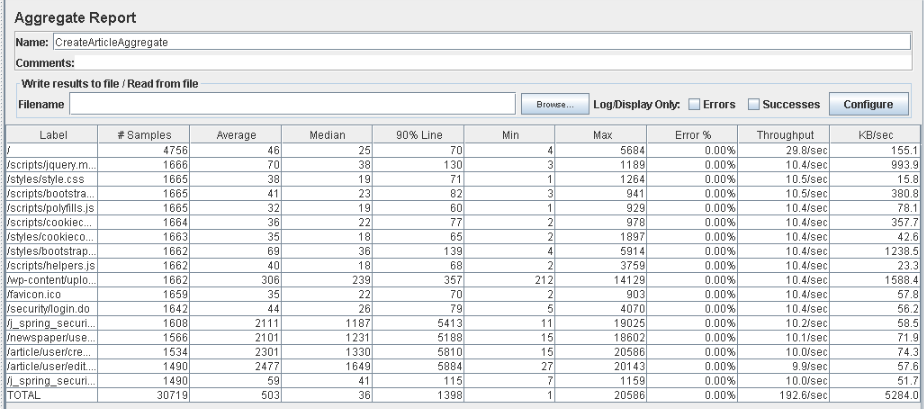 Aggregate Report
Name: CreateArticleAggregate
Comments:
Write results to file / Read from file
Filename Browse... Log/Display Only: Errors Successes Configure
Label # Samples Average Median 90% Line Min Max Error % Throughput KB/sec
/ 4756 46 25 70 4 5684 0.00% 29.8/sec 155.1
/scripts/jquery.m... 1666 70 38 130 3 1189 0.00% 10.4/sec 993.9
/styles/style.css 1665 38 19 71 1 1264 0.00% 10.5/sec 15.8
/scripts/bootstra... 1665 41 23 82 3 941 0.00% 10.5/sec 380.8
/scripts/polyfills.js 1665 32 19 60 1 929 0.00% 10.4/sec 78.1
/scripts/cookiec... 1664 36 22 77 2 978 0.00% 10.4/sec 357.7
/styles/cookieco... 1663 35 18 65 2 1897 0.00% 10.4/sec 42.6
/styles/bootstrap... 1662 69 36 139 4 5914 0.00% 10.4/sec 1238.5
/scripts/helpers.js 1662 40 18 68 2 3759 0.00% 10.4/sec 23.3
/wp-content/uplo... 1662 306 239 357 212 14129 0.00% 10.4/sec 1588.4
/favicon.ico 1659 35 22 70 2 903 0.00% 10.4/sec 57.8
/security/login.do 1642 44 26 79 5 4070 0.00% 10.4/sec 56.2
/j_spring_securi... 1608 2111 1187 5413 11 19025 0.00% 10.2/sec 58.5
/newspaper/use... 1566 2101 1231 5188 15 18602 0.00% 10.1/sec 71.9
/article/user/cre... 1534 2301 1330 5810 15 20586 0.00% 10.0/sec 74.3
/article/user/edit... 1490 2477 1649 5884 27 20143 0.00% 9.9/sec 57.6
/j_spring_securi... 1490 59 41 115 7 1159 0.00% 10.0/sec 51.7
TOTAL 30719 503 36 1398 1 20586 0.00% 192.6/sec 5284.0